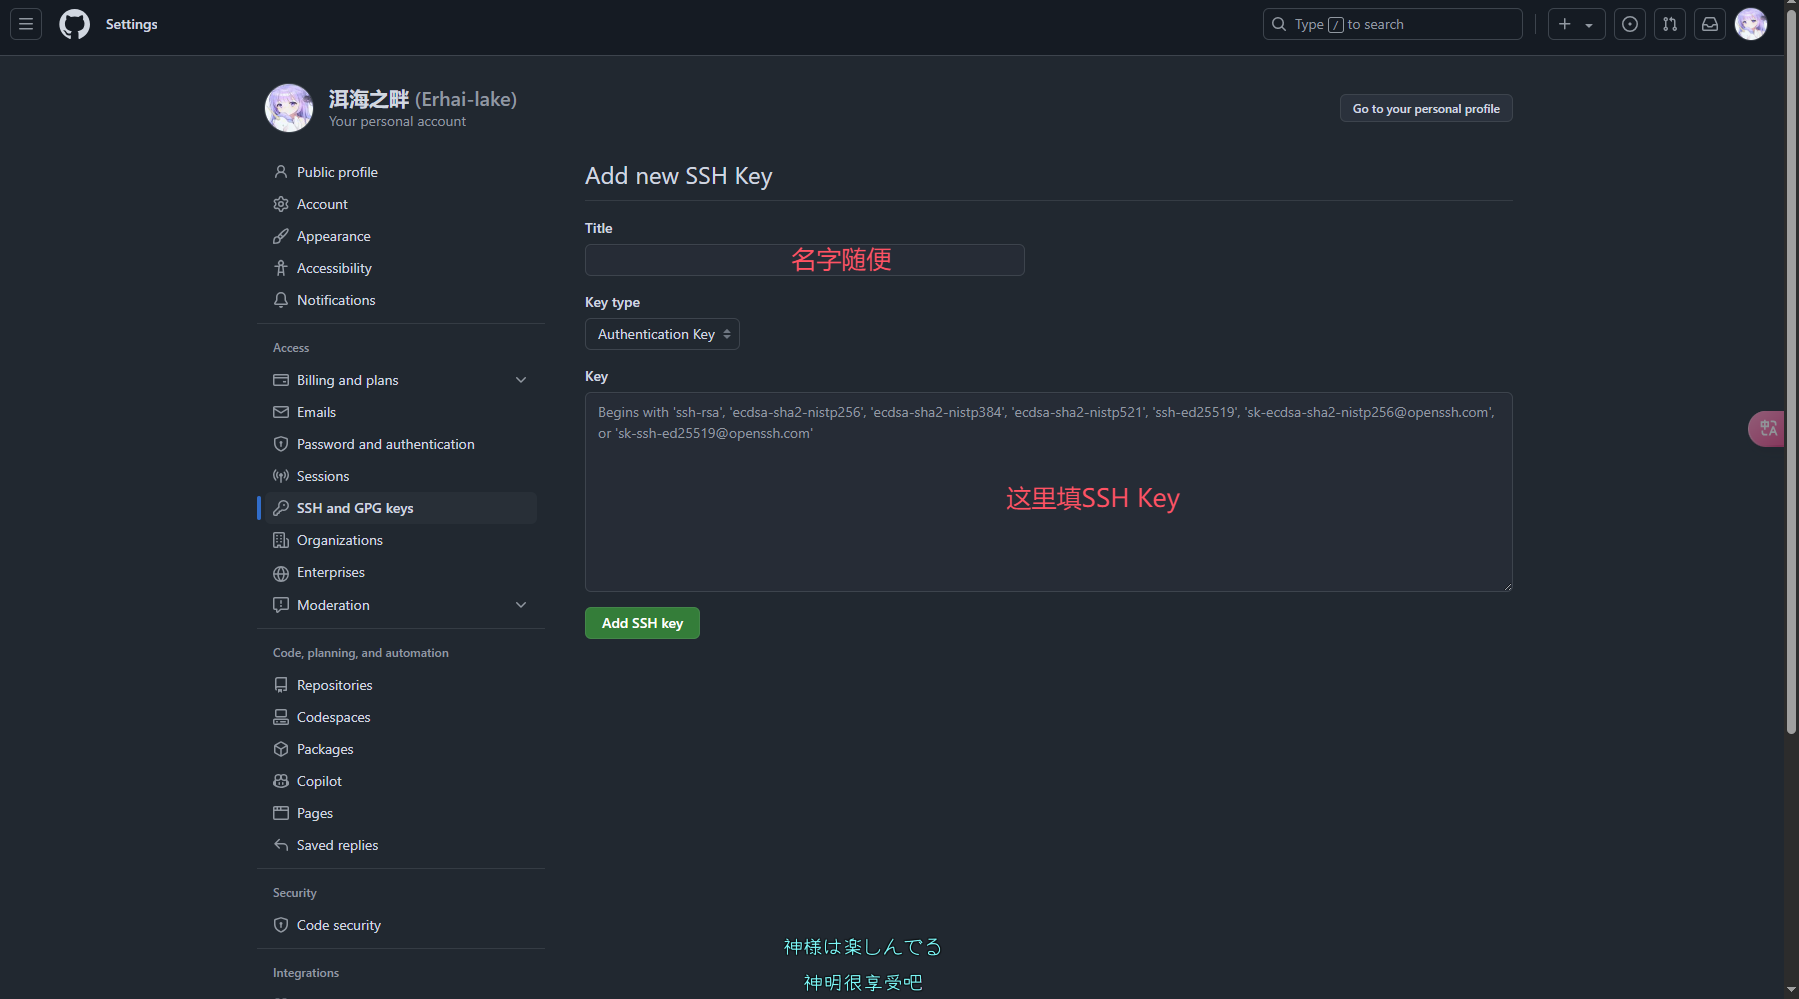 Settings
Type / to search
洱海之畔 (Erhai-lake)
Your personal account
Go to your personal profile
Public profile
Account
Appearance
Accessibility
Notifications
Access
Billing and plans
Emails
Password and authentication
Sessions
SSH and GPG keys
Organizations
Enterprises
Moderation
Code, planning, and automation
Repositories
Codespaces
Packages
Copilot
Pages
Saved replies
Security
Code security
Integrations
Add new SSH Key
Title
名字随便
Key type
Authentication Key
Key
Begins with 'ssh-rsa', 'ecdsa-sha2-nistp256', 'ecdsa-sha2-nistp384', 'ecdsa-sha2-nistp521', 'ssh-ed25519', 'sk-ecdsa-sha2-nistp256@openssh.com',
or 'sk-ssh-ed25519@openssh.com'
这里填SSH Key
Add SSH key
中A
神様は楽しんでる
神明很享受吧